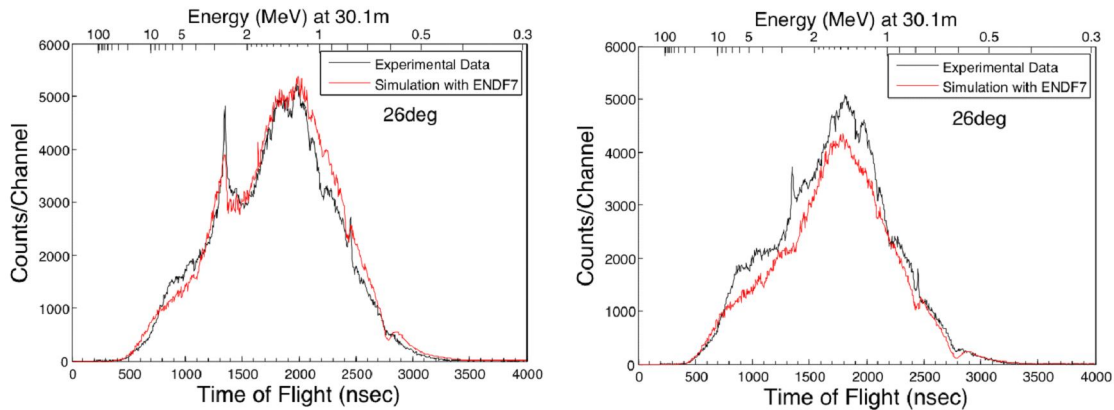 Energy (MeV) at 30.1m
100 10 5 2 1 0.5 0.3
6000
5000
4000
3000
2000
1000
0
Counts/Channel
Experimental Data
Simulation with ENDF7
26deg
0 500 1000 1500 2000 2500 3000 3500 4000
Time of Flight (nsec)
Energy (MeV) at 30.1m
100 10 5 2 1 0.5 0.3
6000
5000
4000
3000
2000
1000
0
Counts/Channel
Experimental Data
Simulation with ENDF7
26deg
0 500 1000 1500 2000 2500 3000 3500 4000
Time of Flight (nsec)